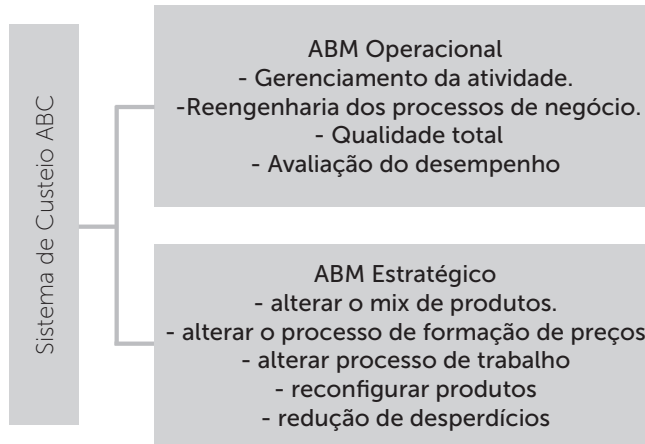 Sistema de Custeio ABC
ABM Operacional
- Gerenciamento da atividade.
-Reengenharia dos processos de negócio.
- Qualidade total
- Avaliação do desempenho
ABM Estratégico
- alterar o mix de produtos.
- alterar o processo de formação de preços
- alterar processo de trabalho
- reconfigurar produtos
- redução de desperdícios